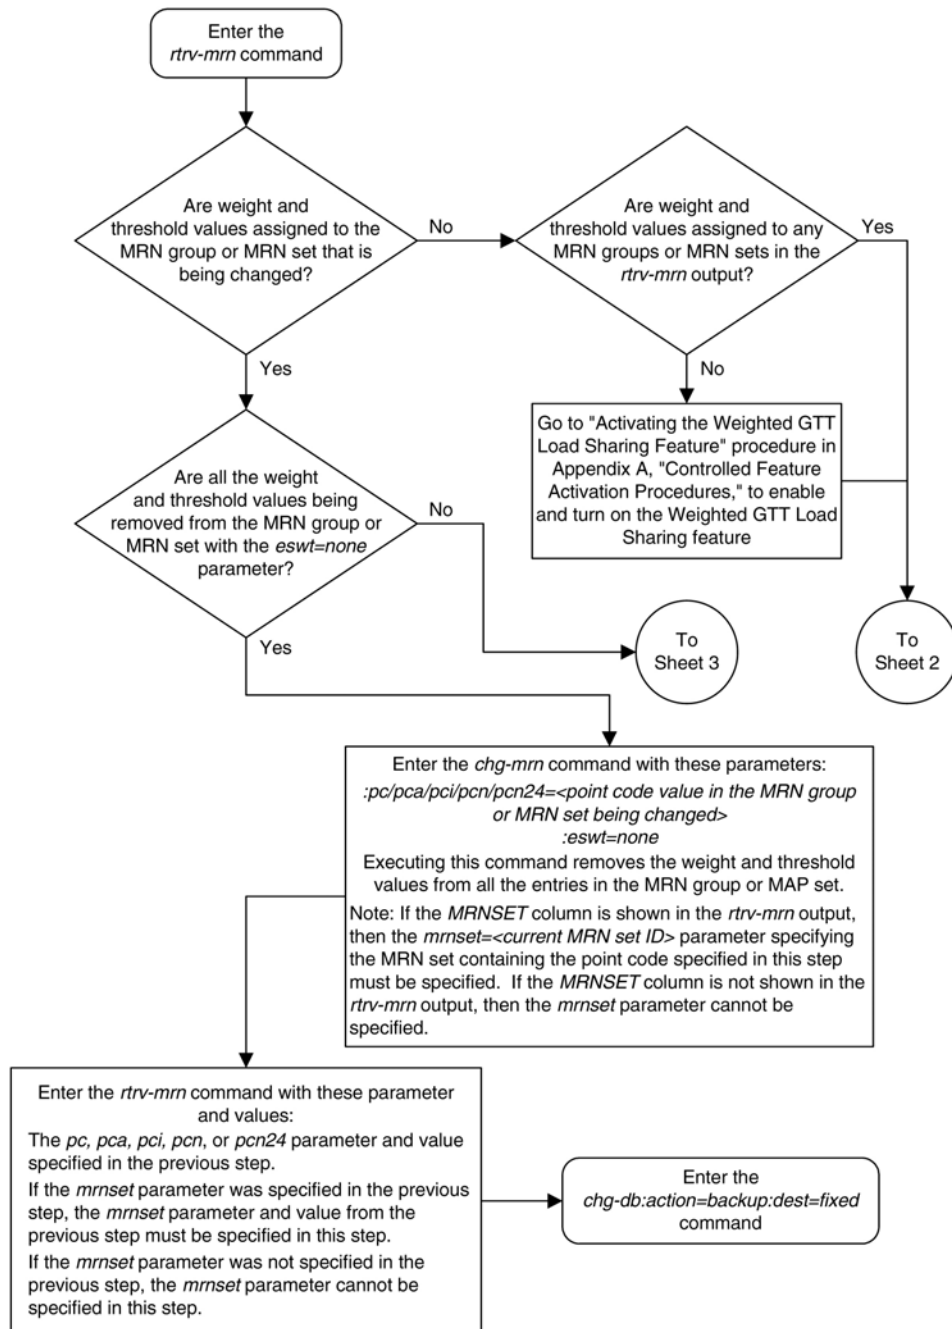 Enter the
rtrv-mrn command
Are weight and
threshold values assigned to the
MRN group or MRN set that is
being changed?
No
Are weight and
threshold values assigned to any
MRN groups or MRN sets in the
rtrv-mrn output?
Yes
Yes
No
Go to "Activating the Weighted GTT
Load Sharing Feature" procedure in
Appendix A, "Controlled Feature
Activation Procedures," to enable
and turn on the Weighted GTT Load
Sharing feature
Are all the weight
and threshold values being
removed from the MRN group or
MRN set with the eswt=none
parameter?
No
Yes
To
Sheet 3
To
Sheet 2
Enter the chg-mrn command with these parameters:
:pc/pca/pci/pcn/pcn24=<point code value in the MRN group
or MRN set being changed>
:eswt=none
Executing this command removes the weight and threshold
values from all the entries in the MRN group or MAP set.
Note: If the MRNSET column is shown in the rtrv-mrn output,
then the mrnset=<current MRN set ID> parameter specifying
the MRN set containing the point code specified in this step
must be specified. If the MRNSET column is not shown in the
rtrv-mrn output, then the mrnset parameter cannot be
specified.
Enter the rtrv-mrn command with these parameter
and values:
The pc, pca, pci, pcn, or pcn24 parameter and value
specified in the previous step.
If the mrnset parameter was specified in the previous
step, the mrnset parameter and value from the
previous step must be specified in this step.
If the mrnset parameter was not specified in the
previous step, the mrnset parameter cannot be
specified in this step.
Enter the
chg-db:action=backup:dest=fixed
command